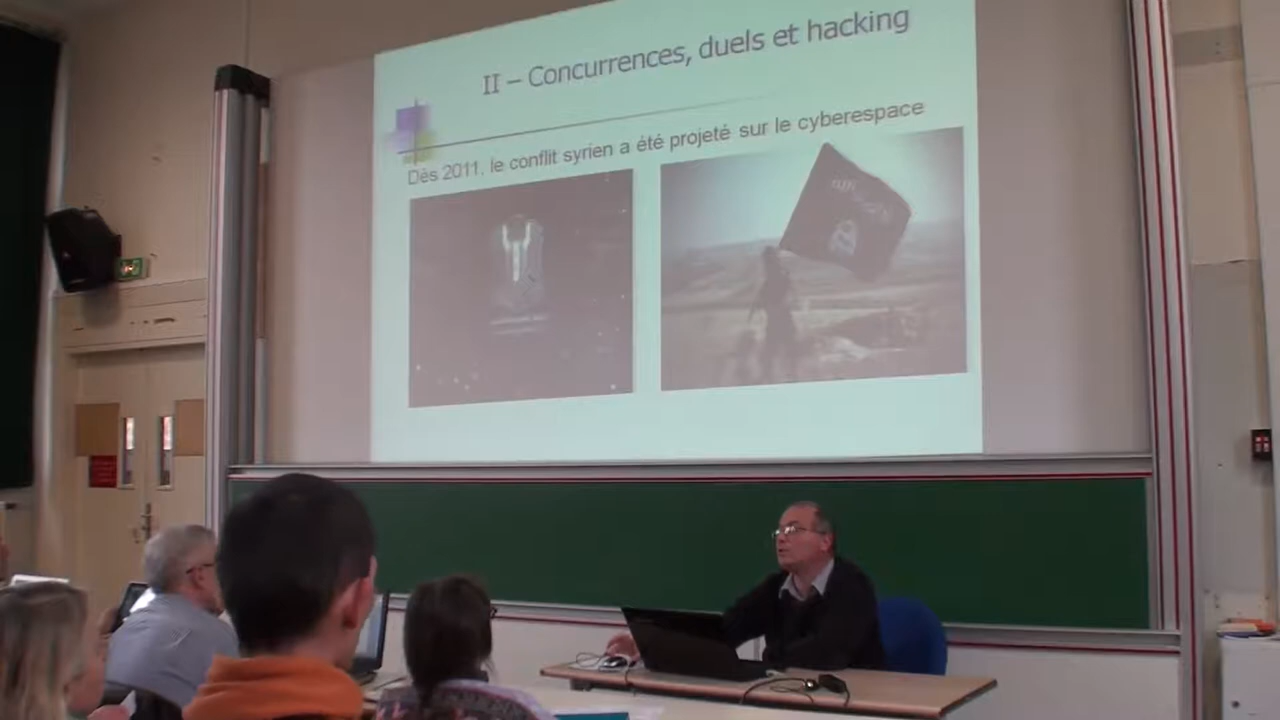 II – Concurrences, duels et hacking
Dès 2011, le conflit syrien a été projeté sur le cyberespace